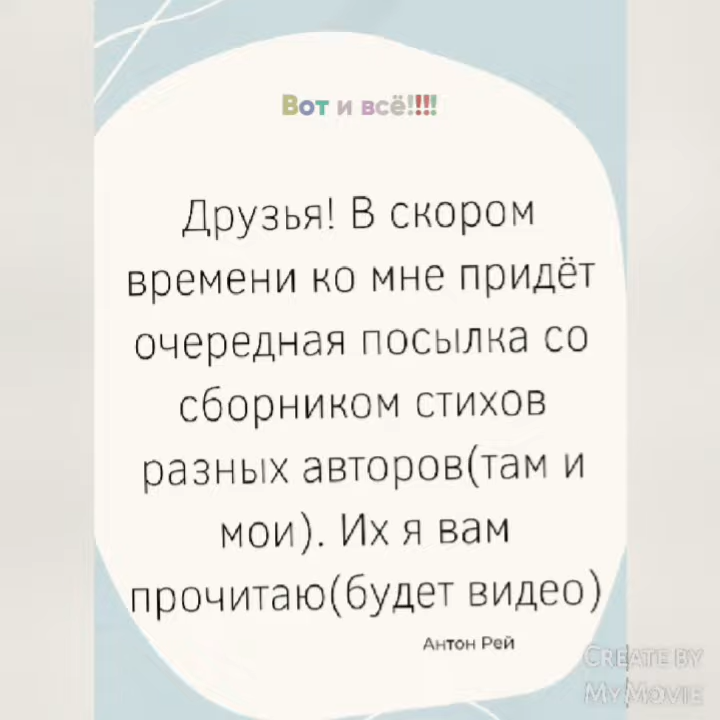 Вот и всё!!!!
Друзья! В скором
времени ко мне придёт
очередная посылка со
сборником стихов
разных авторов(там и
мои). Их я вам
прочитаю(будет видео)
Антон Рей
CREATE BY
MYMOVIE